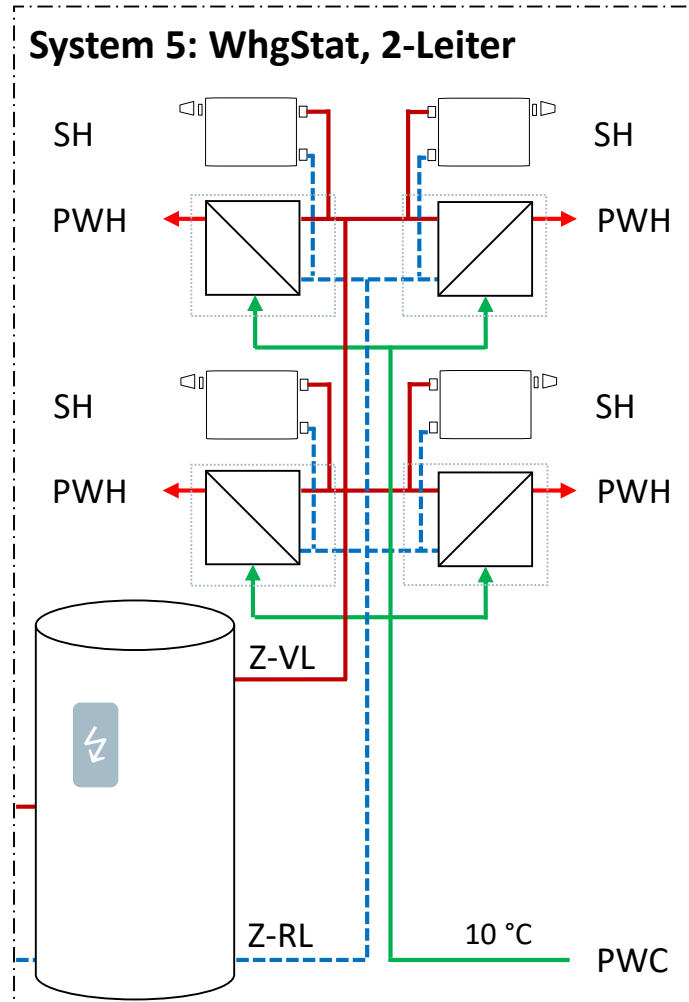 System 5: WhgStat, 2-Leiter
SH
SH
PWH
PWH
SH
SH
PWH
PWH
Z-VL
Z-RL
10 °C
PWC